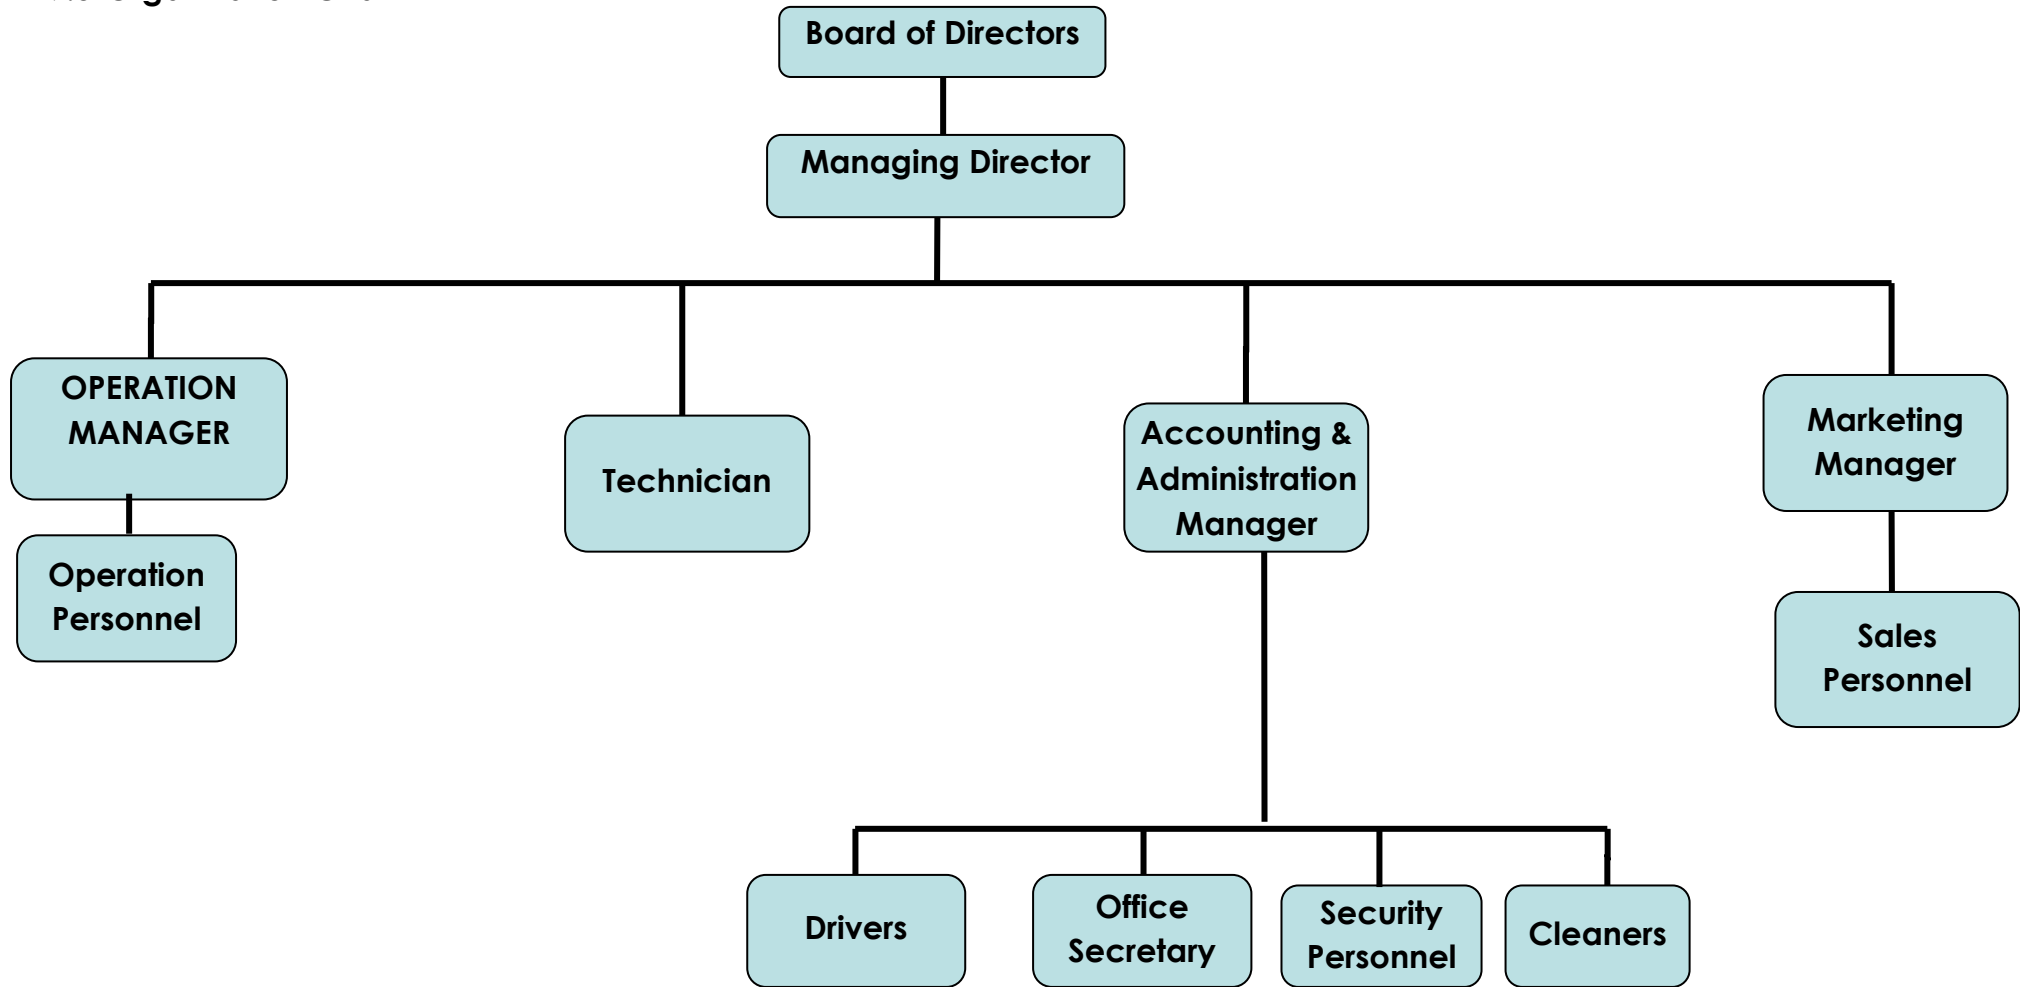 Board of Directors
Managing Director
OPERATION
MANAGER
Technician
Accounting &
Administration
Manager
Marketing
Manager
Operation
Personnel
Sales
Personnel
Drivers
Office
Secretary
Security
Personnel
Cleaners